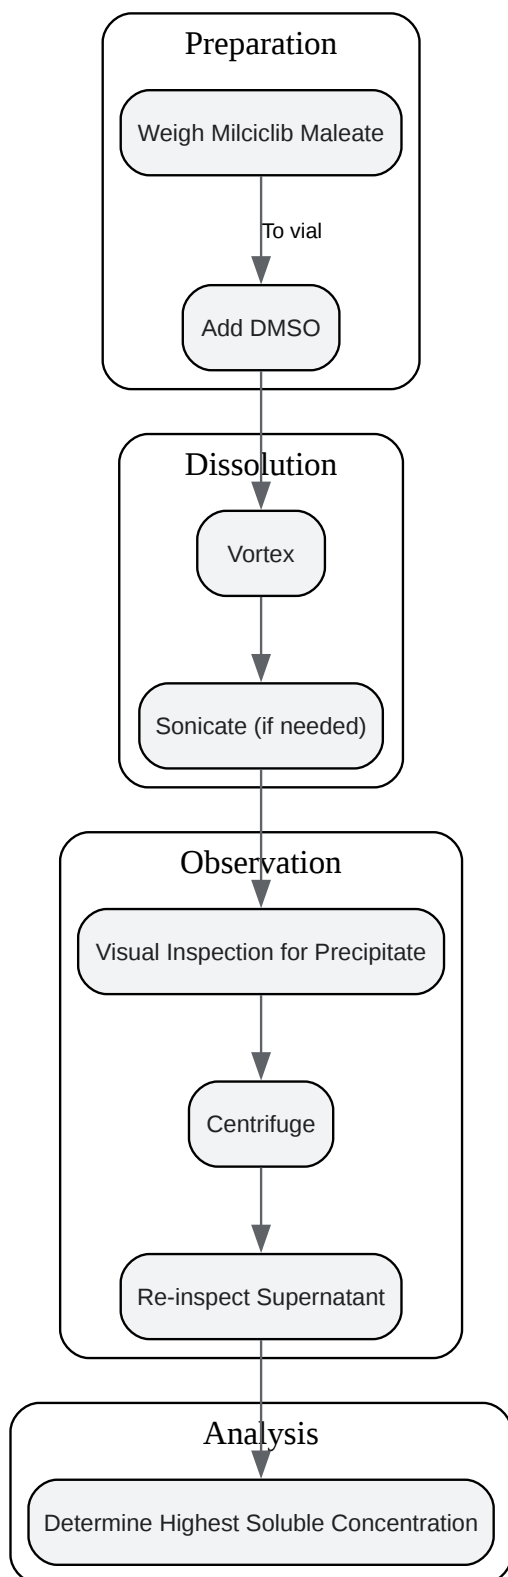 Preparation
Weigh Milciclib Maleate
To vial
Add DMSO
Dissolution
Vortex
Sonicate (if needed)
Observation
Visual Inspection for Precipitate
Centrifuge
Re-inspect Supernatant
Analysis
Determine Highest Soluble Concentration